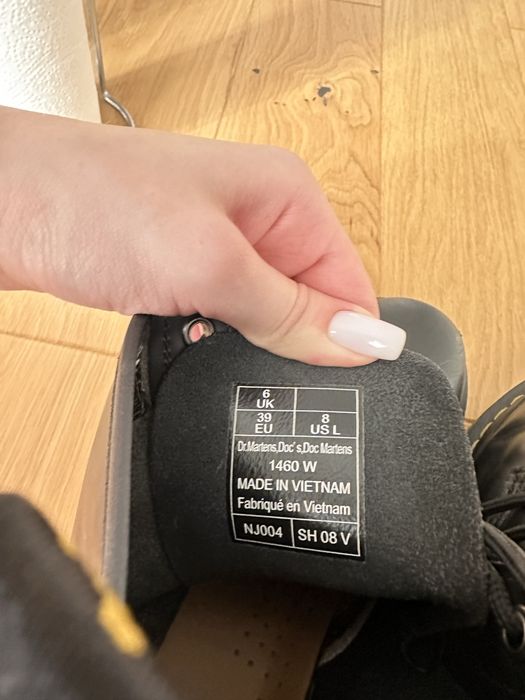 6
UK
39 8
EU US L
Dr.Martens,Doc's,Doc Martens
1460 W
MADE IN VIETNAM
Fabriqué en Vietnam
NJ004 SH 08 V